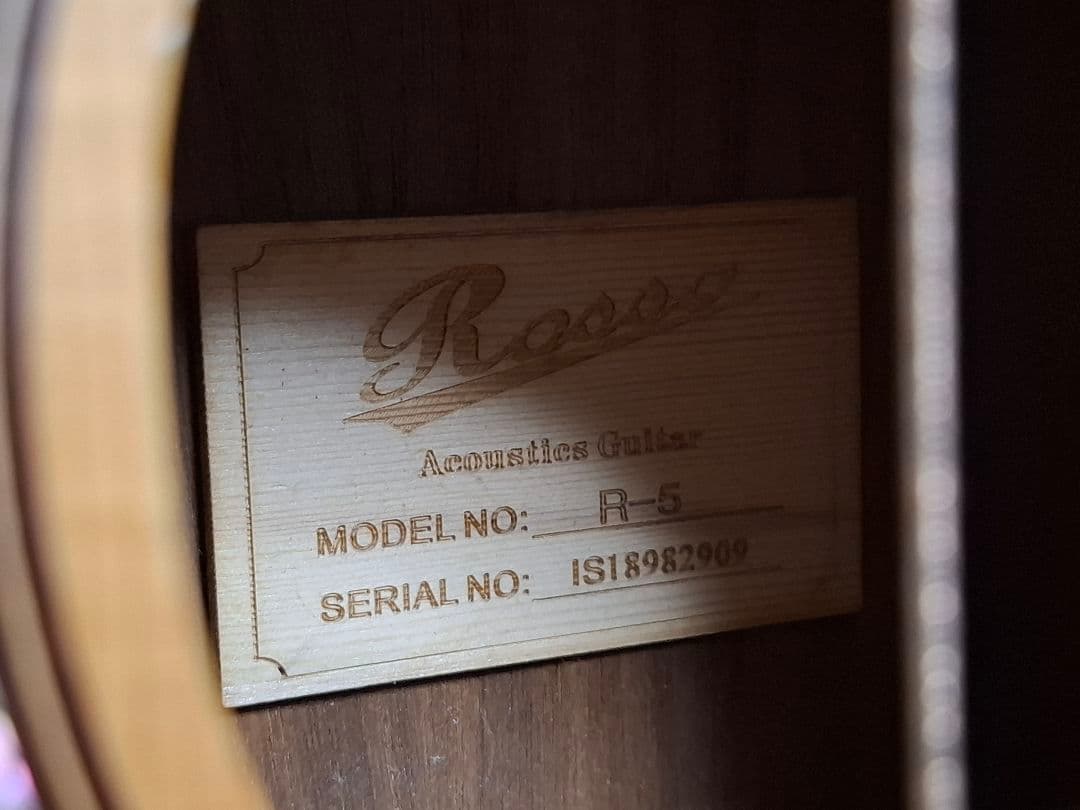 Rosso
Acoustics Guitar
MODEL NO: R-5
SERIAL NO: IS18982909